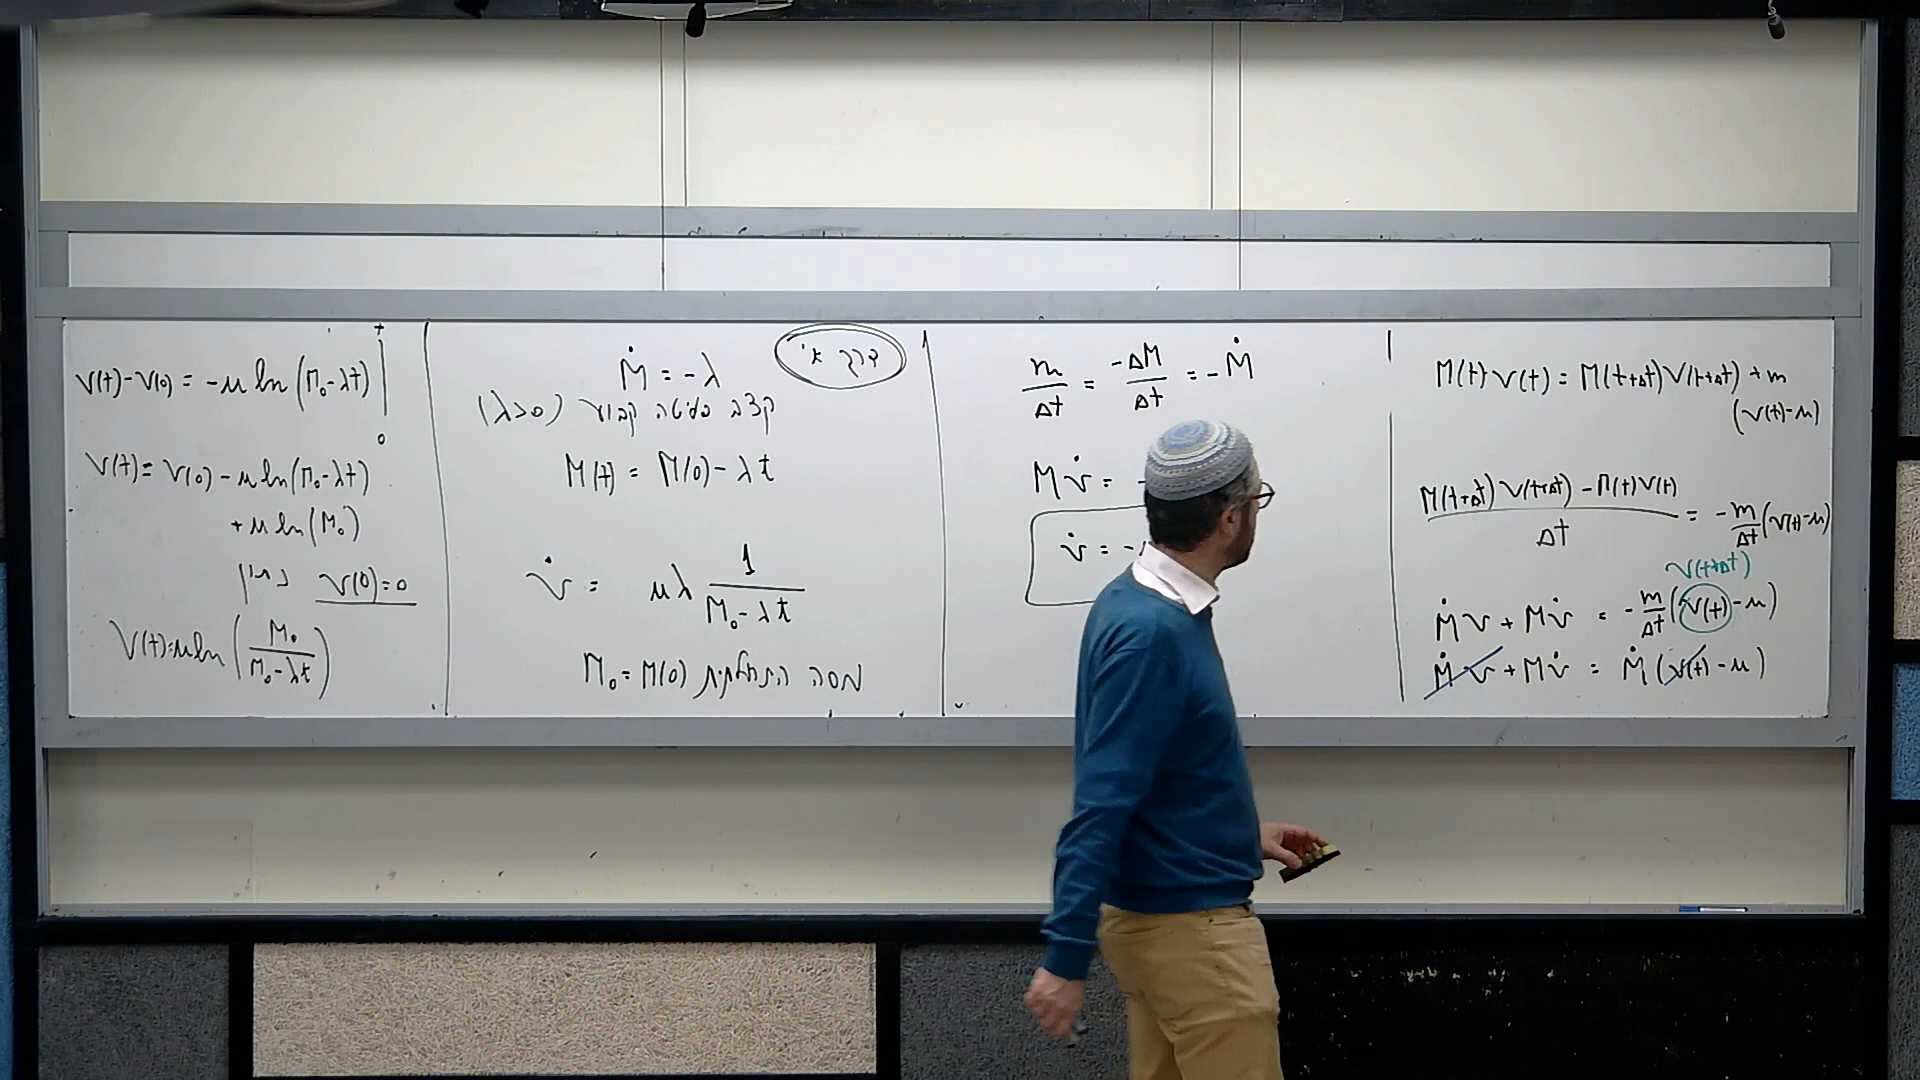 M(t)V(t) = M(t+Δt)V(t+Δt) + m
(v(t)-u)
M(t+Δt)V(t+Δt) - M(t)V(t) / Δt = -m/Δt (v(t)-u)
v(t+Δt)
Ṁv + Mv̇ = -m/Δt (v(t)-u)
Ṁv + Mv̇ = Ṁ(v(t)-u)
m/Δt = -ΔM/Δt = -Ṁ
Mv̇ = -
v̇ = -
דרך א'
Ṁ = -λ
קצב פליטה קבוע (λ>0)
M(t) = M(0) - λt
v̇ = uλ 1/(M₀-λt)
מסה התחלתית M₀ = M(0)
V(t)-V(0) = -u ln(M₀-λt) |₀ᵗ
V(t) = V(0) - u ln(M₀-λt)
+ u ln(M₀)
נתון V(0)=0
V(t)=u ln(M₀/(M₀-λt))